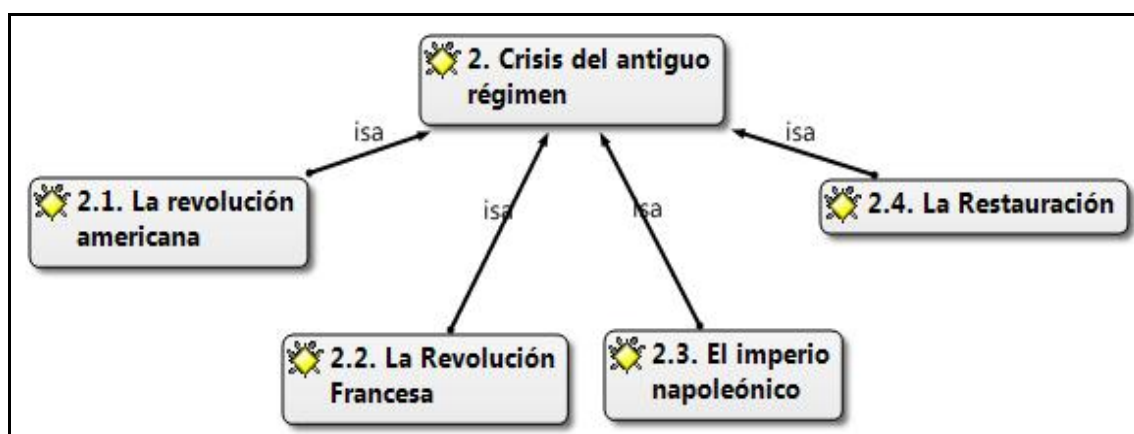 2. Crisis del antiguo
régimen
isa
isa
2.1. La revolución
americana
2.4. La Restauración
isa
isa
2.2. La Revolución
Francesa
2.3. El imperio
napoleónico